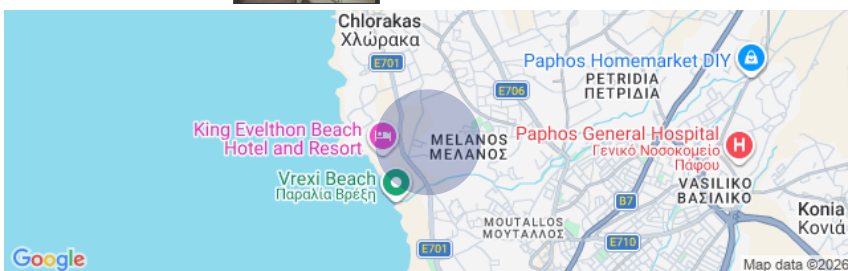 Chlorakas
Χλώρακα
E701
Paphos Homemarket DIY
PETRIDIA
ΠΕΤΡΙΔΙΑ
E706
King Evelthon Beach
Hotel and Resort
MELANOS
ΜΕΛΑΝΟΣ
Paphos General Hospital
Γενικό Νοσοκομείο
Πάφου
H
Vrexi Beach
Παραλία Βρέξη
VASILIKO
ΒΑΣΙΛΙΚΟ
B7
Konia
Κονιά
MOUTALLOS
ΜΟΥΤΑΛΛΟΣ
E701
E710
Google
Map data ©2026